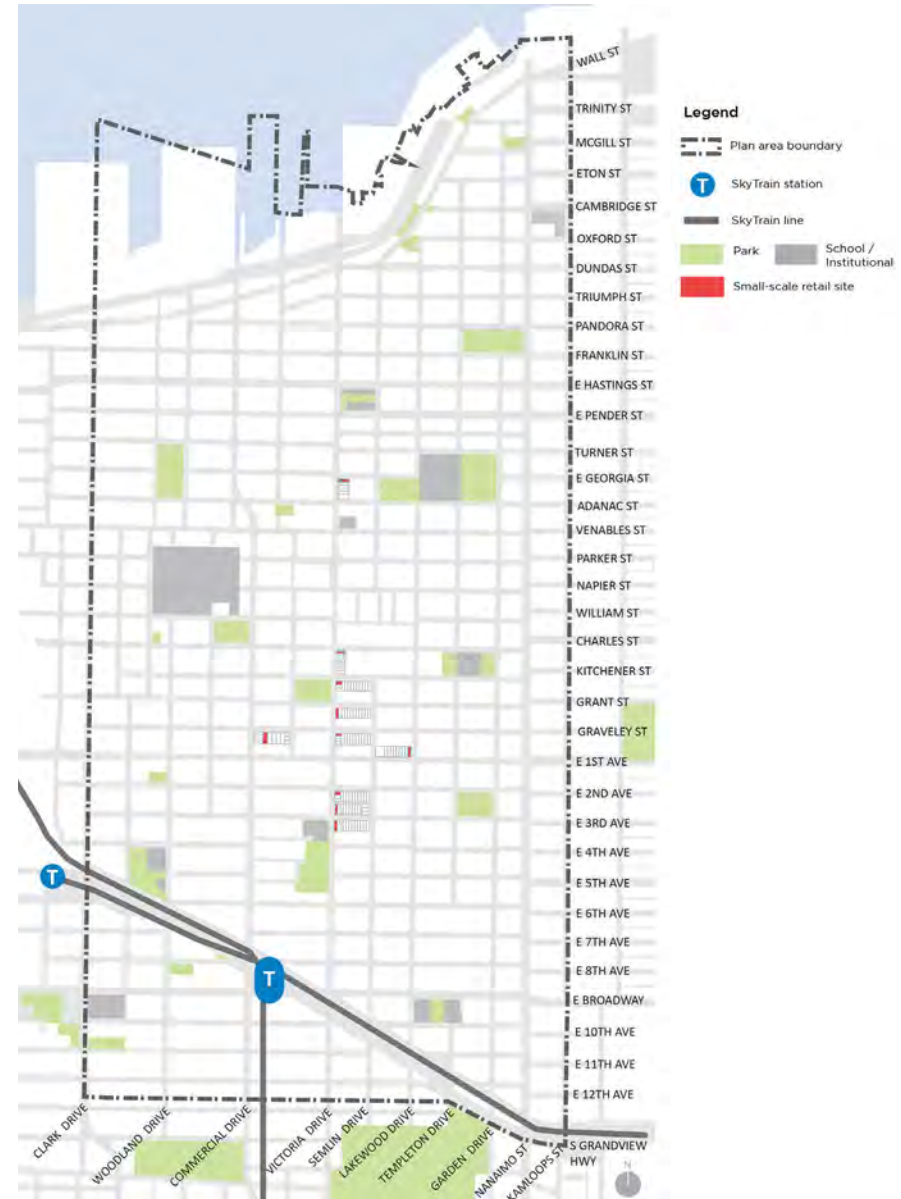 WALL ST
TRINITY ST
MCGILL ST
ETON ST
CAMBRIDGE ST
OXFORD ST
DUNDAS ST
TRIUMPH ST
PANDORA ST
FRANKLIN ST
E HASTINGS ST
E PENDER ST
TURNER ST
E GEORGIA ST
ADANAC ST
VENABLES ST
PARKER ST
NAPIER ST
WILLIAM ST
CHARLES ST
KITCHENER ST
GRANT ST
GRAVELEY ST
E 1ST AVE
E 2ND AVE
E 3RD AVE
E 4TH AVE
E 5TH AVE
E 6TH AVE
E 7TH AVE
E 8TH AVE
E BROADWAY
E 10TH AVE
E 11TH AVE
E 12TH AVE
S GRANDVIEW
HWY
T
T
CLARK DRIVE
WOODLAND DRIVE
COMMERCIAL DRIVE
VICTORIA DRIVE
SEMLIN DRIVE
LAKEWOOD DRIVE
TEMPLETON DRIVE
GARDEN DRIVE
NANAIMO ST
KAMLOOPS ST
N
Legend
Plan area boundary
T
SkyTrain station
SkyTrain line
Park
School /
Institutional
Small-scale retail site